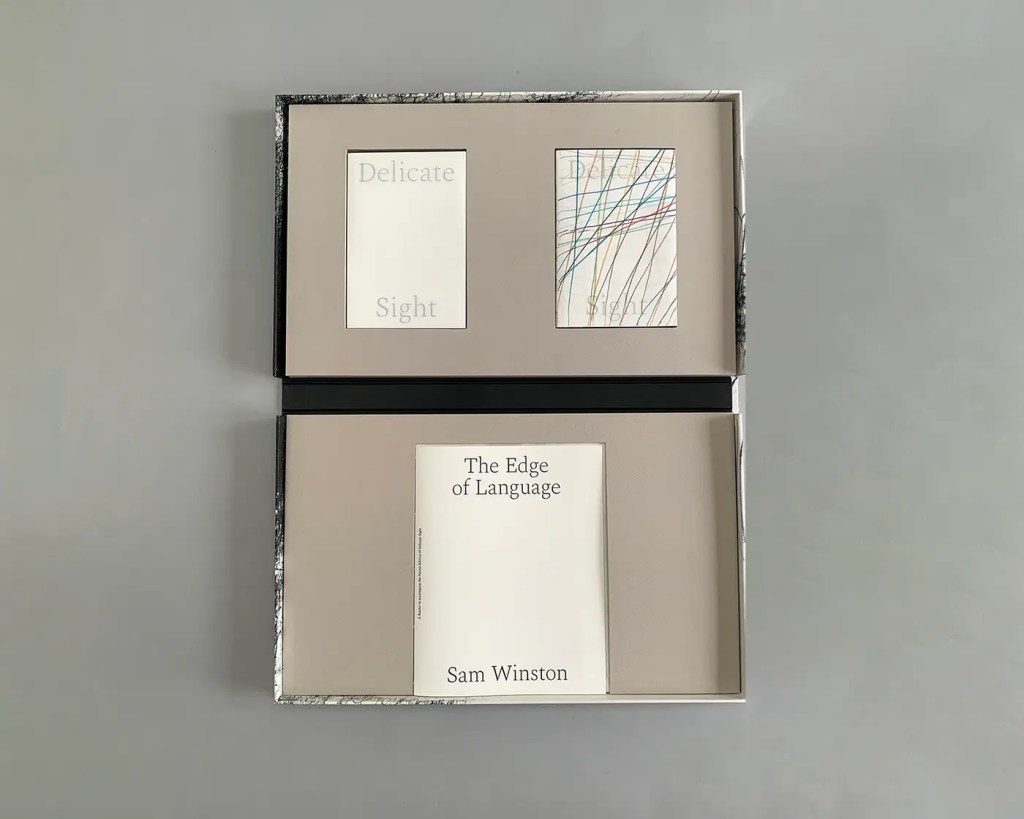 Delicate
Sight
Delicate
Sight
The Edge
of Language
Sam Winston